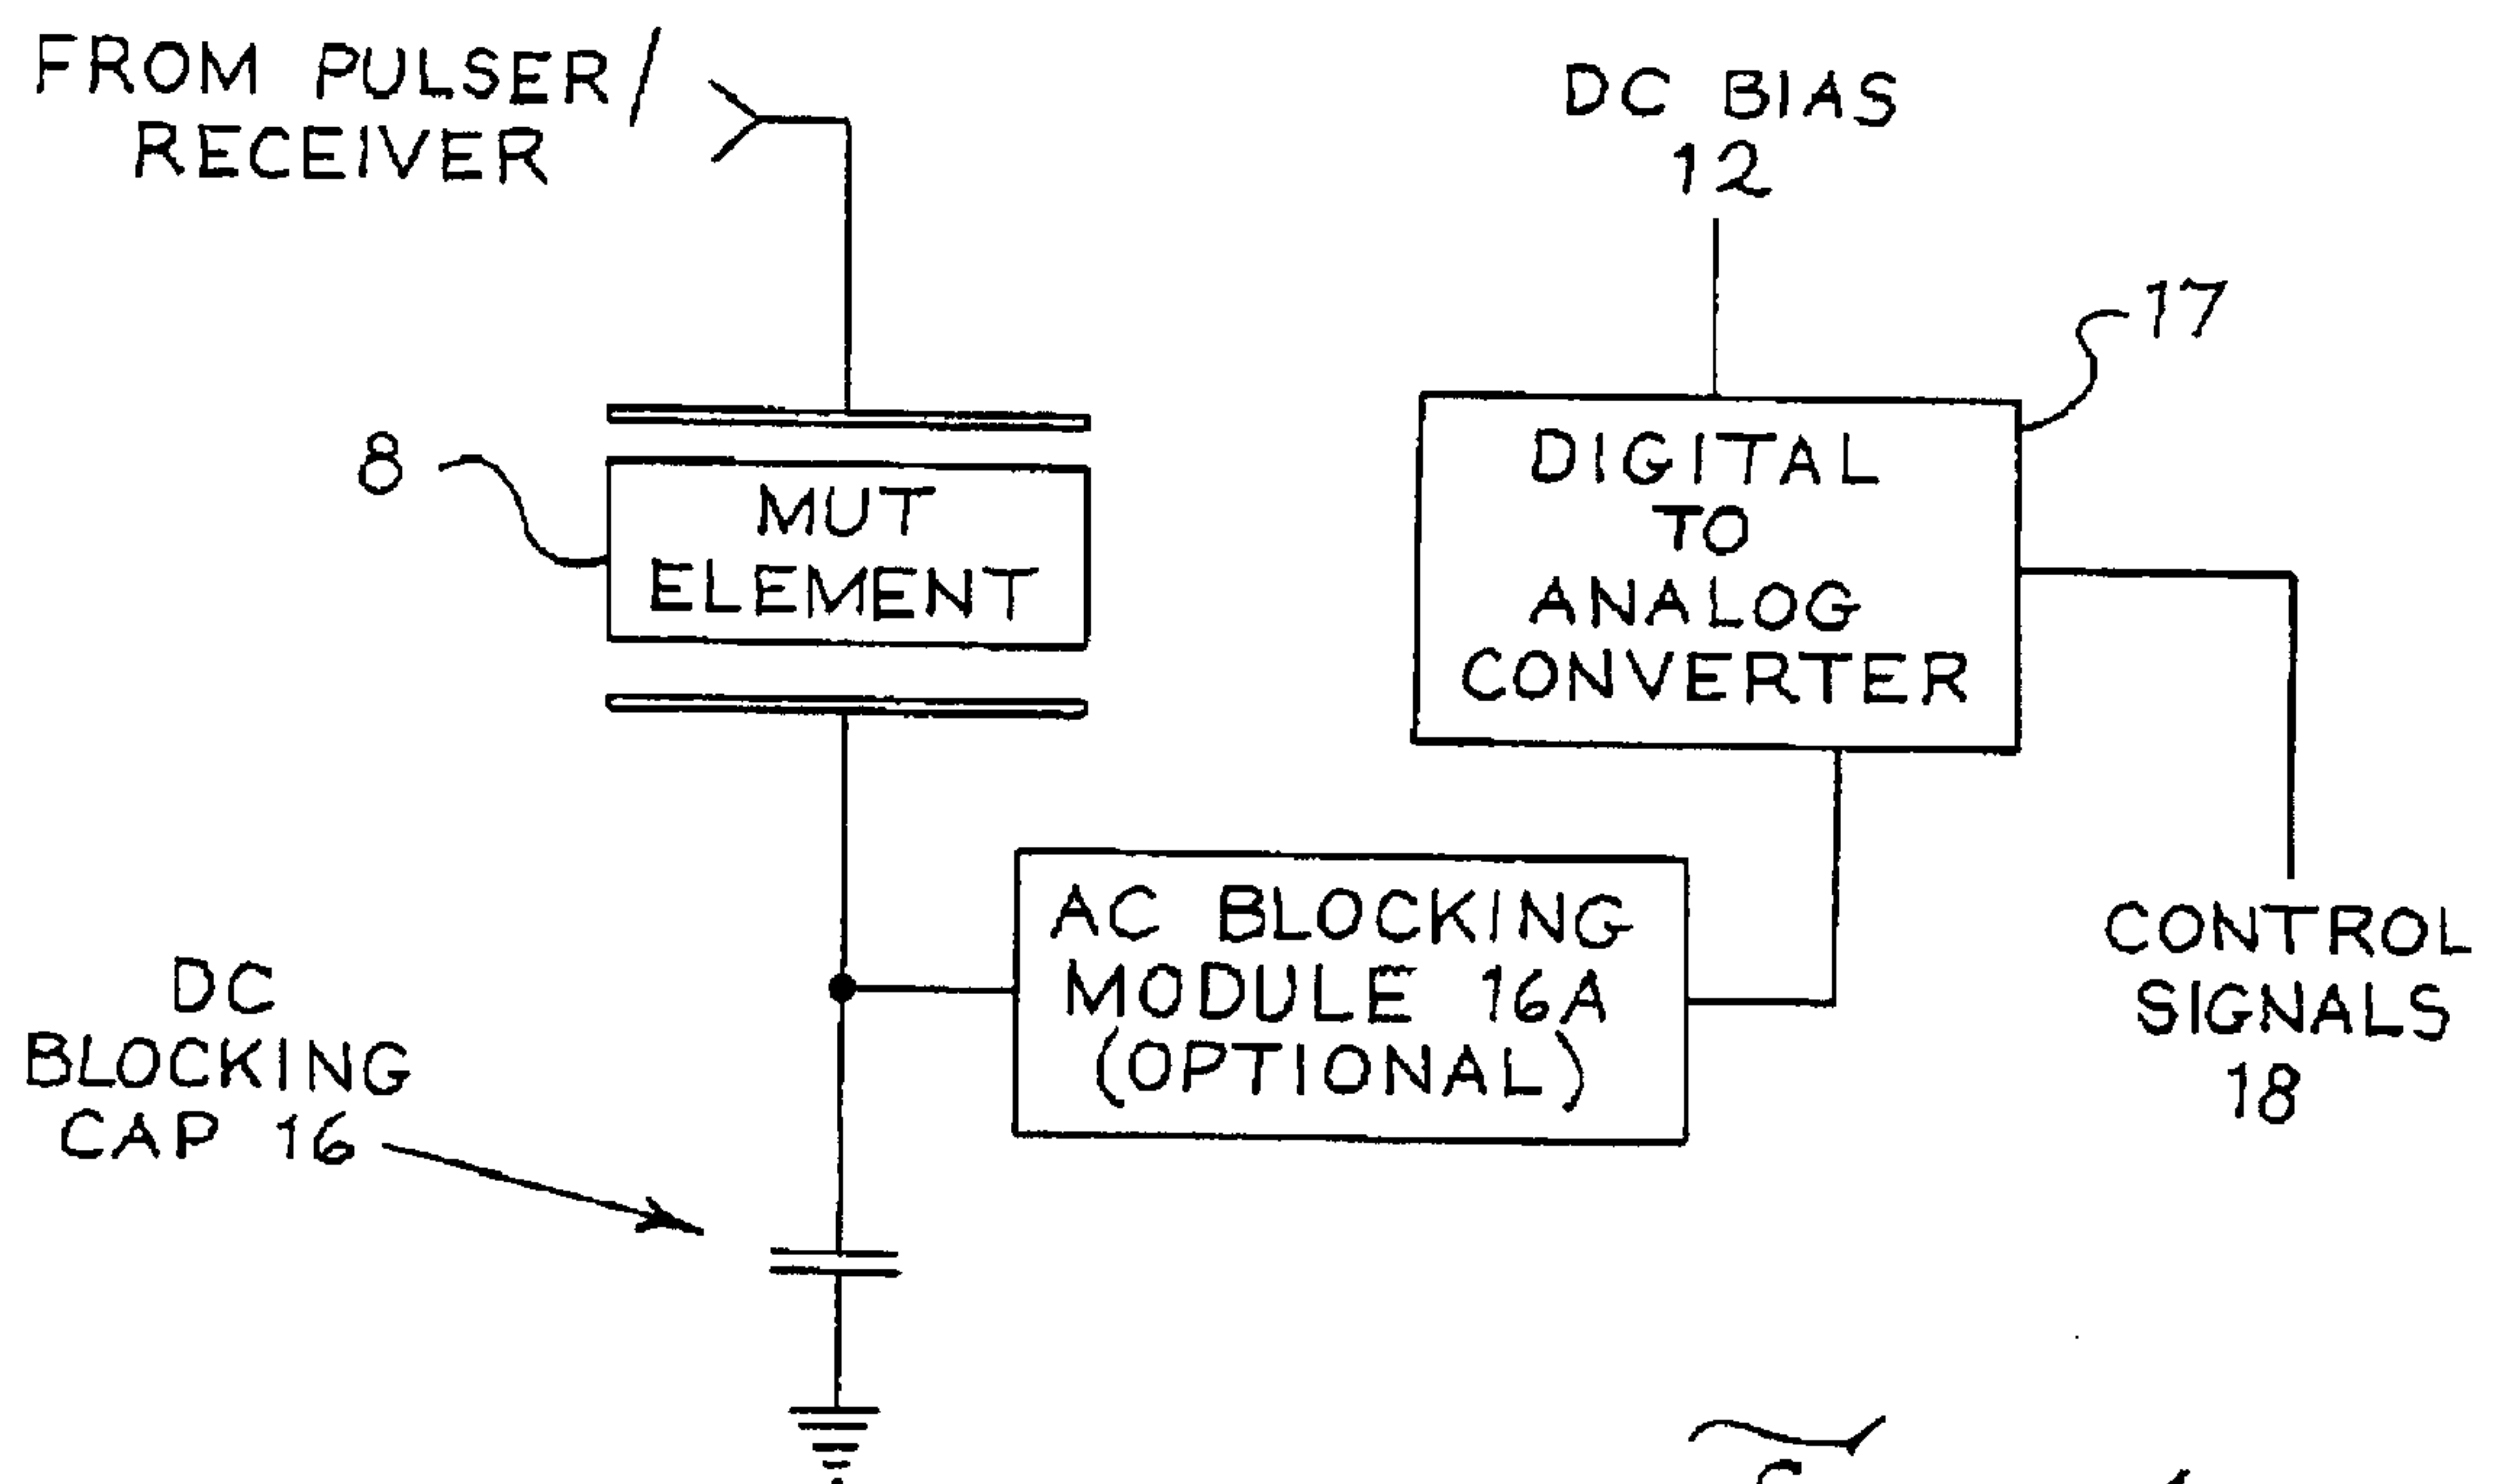 FROM PULSER/
RECEIVER
DC BIAS
12
17
8
MUT
ELEMENT
DIGITAL
TO
ANALOG
CONVERTER
AC BLOCKING
MODULE 16A
(OPTIONAL)
DC
BLOCKING
CAP 16
CONTROL
SIGNALS
18